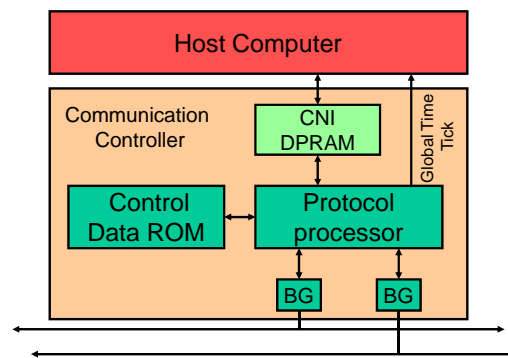 Host Computer
Communication
Controller
CNI
DPRAM
Global Time
Tick
Control
Data ROM
Protocol
processor
BG
BG